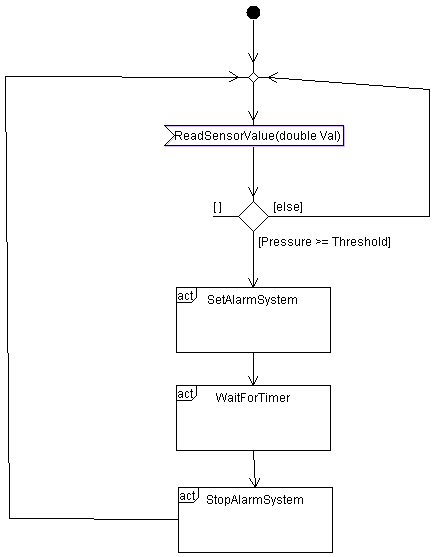 ReadSensorValue(double Val)
[ ]
[else]
[Pressure >= Threshold]
act
SetAlarmSystem
act
WaitForTimer
act
StopAlarmSystem